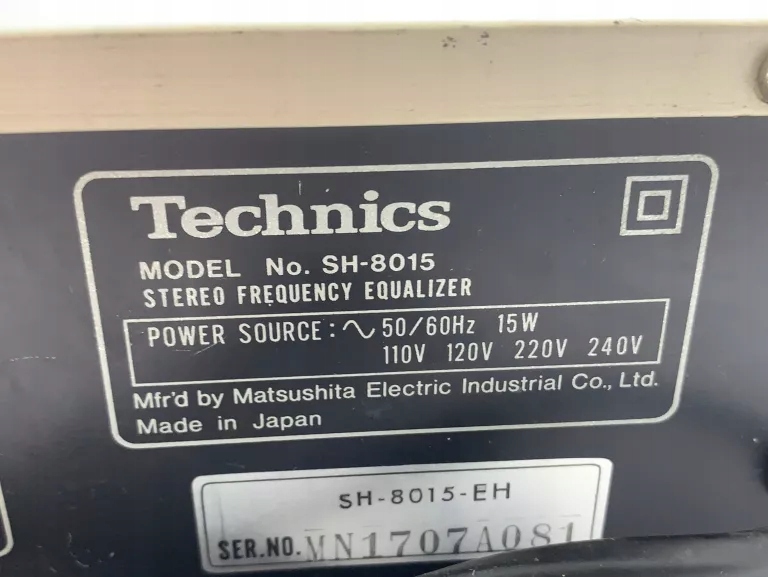 Technics
MODEL No. SH-8015
STEREO FREQUENCY EQUALIZER
POWER SOURCE: ∿ 50/60Hz 15W
110V 120V 220V 240V
Mfr'd by Matsushita Electric Industrial Co., Ltd.
Made in Japan
SH-8015-EH
SER.NO. MN1707A081